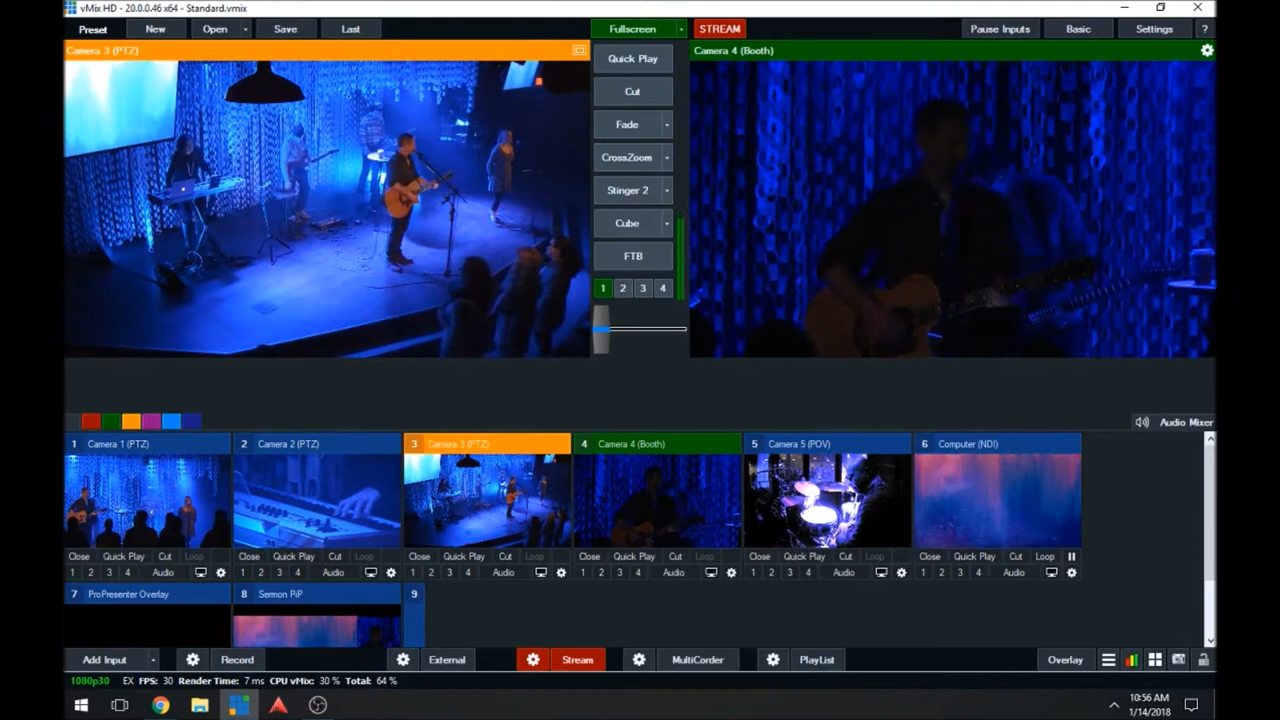 vMix HD - 20.0.0.46 x64 - Standard.vmix
Preset New Open Save Last Fullscreen STREAM Pause Inputs Basic Settings ?
Camera 3 (PTZ)
Camera 4 (Booth)
Quick Play
Cut
Fade
CrossZoom
Stinger 2
Cube
FTB
1 2 3 4
Audio Mixer
1 Camera 1 (PTZ) 2 Camera 2 (PTZ) 3 Camera 3 (PTZ) 4 Camera 4 (Booth) 5 Camera 5 (POV) 6 Computer (NDI)
Close Quick Play Cut Loop Close Quick Play Cut Loop Close Quick Play Cut Loop Close Quick Play Cut Loop Close Quick Play Cut Loop Close Quick Play Cut Loop
1 2 3 4 Audio 1 2 3 4 Audio 1 2 3 4 Audio 1 2 3 4 Audio 1 2 3 4 Audio 1 2 3 4 Audio
7 ProPresenter Overlay 8 Sermon PiP 9
Add Input Record External Stream MultiCorder PlayList Overlay
1080p30 EX FPS: 30 Render Time: 7 ms CPU vMix: 30 % Total: 64 %
10:56 AM
1/14/2018